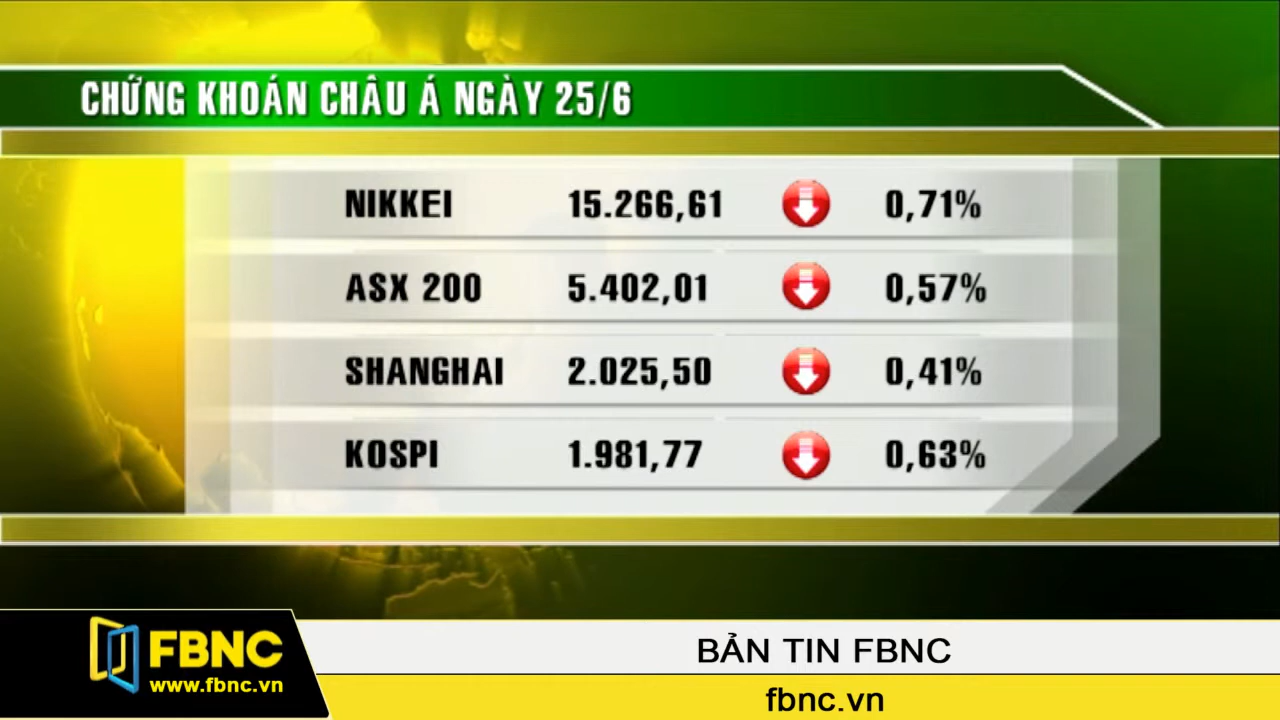 CHỨNG KHOÁN CHÂU Á NGÀY 25/6
NIKKEI 15.266,61 0,71%
ASX 200 5.402,01 0,57%
SHANGHAI 2.025,50 0,41%
KOSPI 1.981,77 0,63%
FBNC
www.fbnc.vn
BẢN TIN FBNC
fbnc.vn